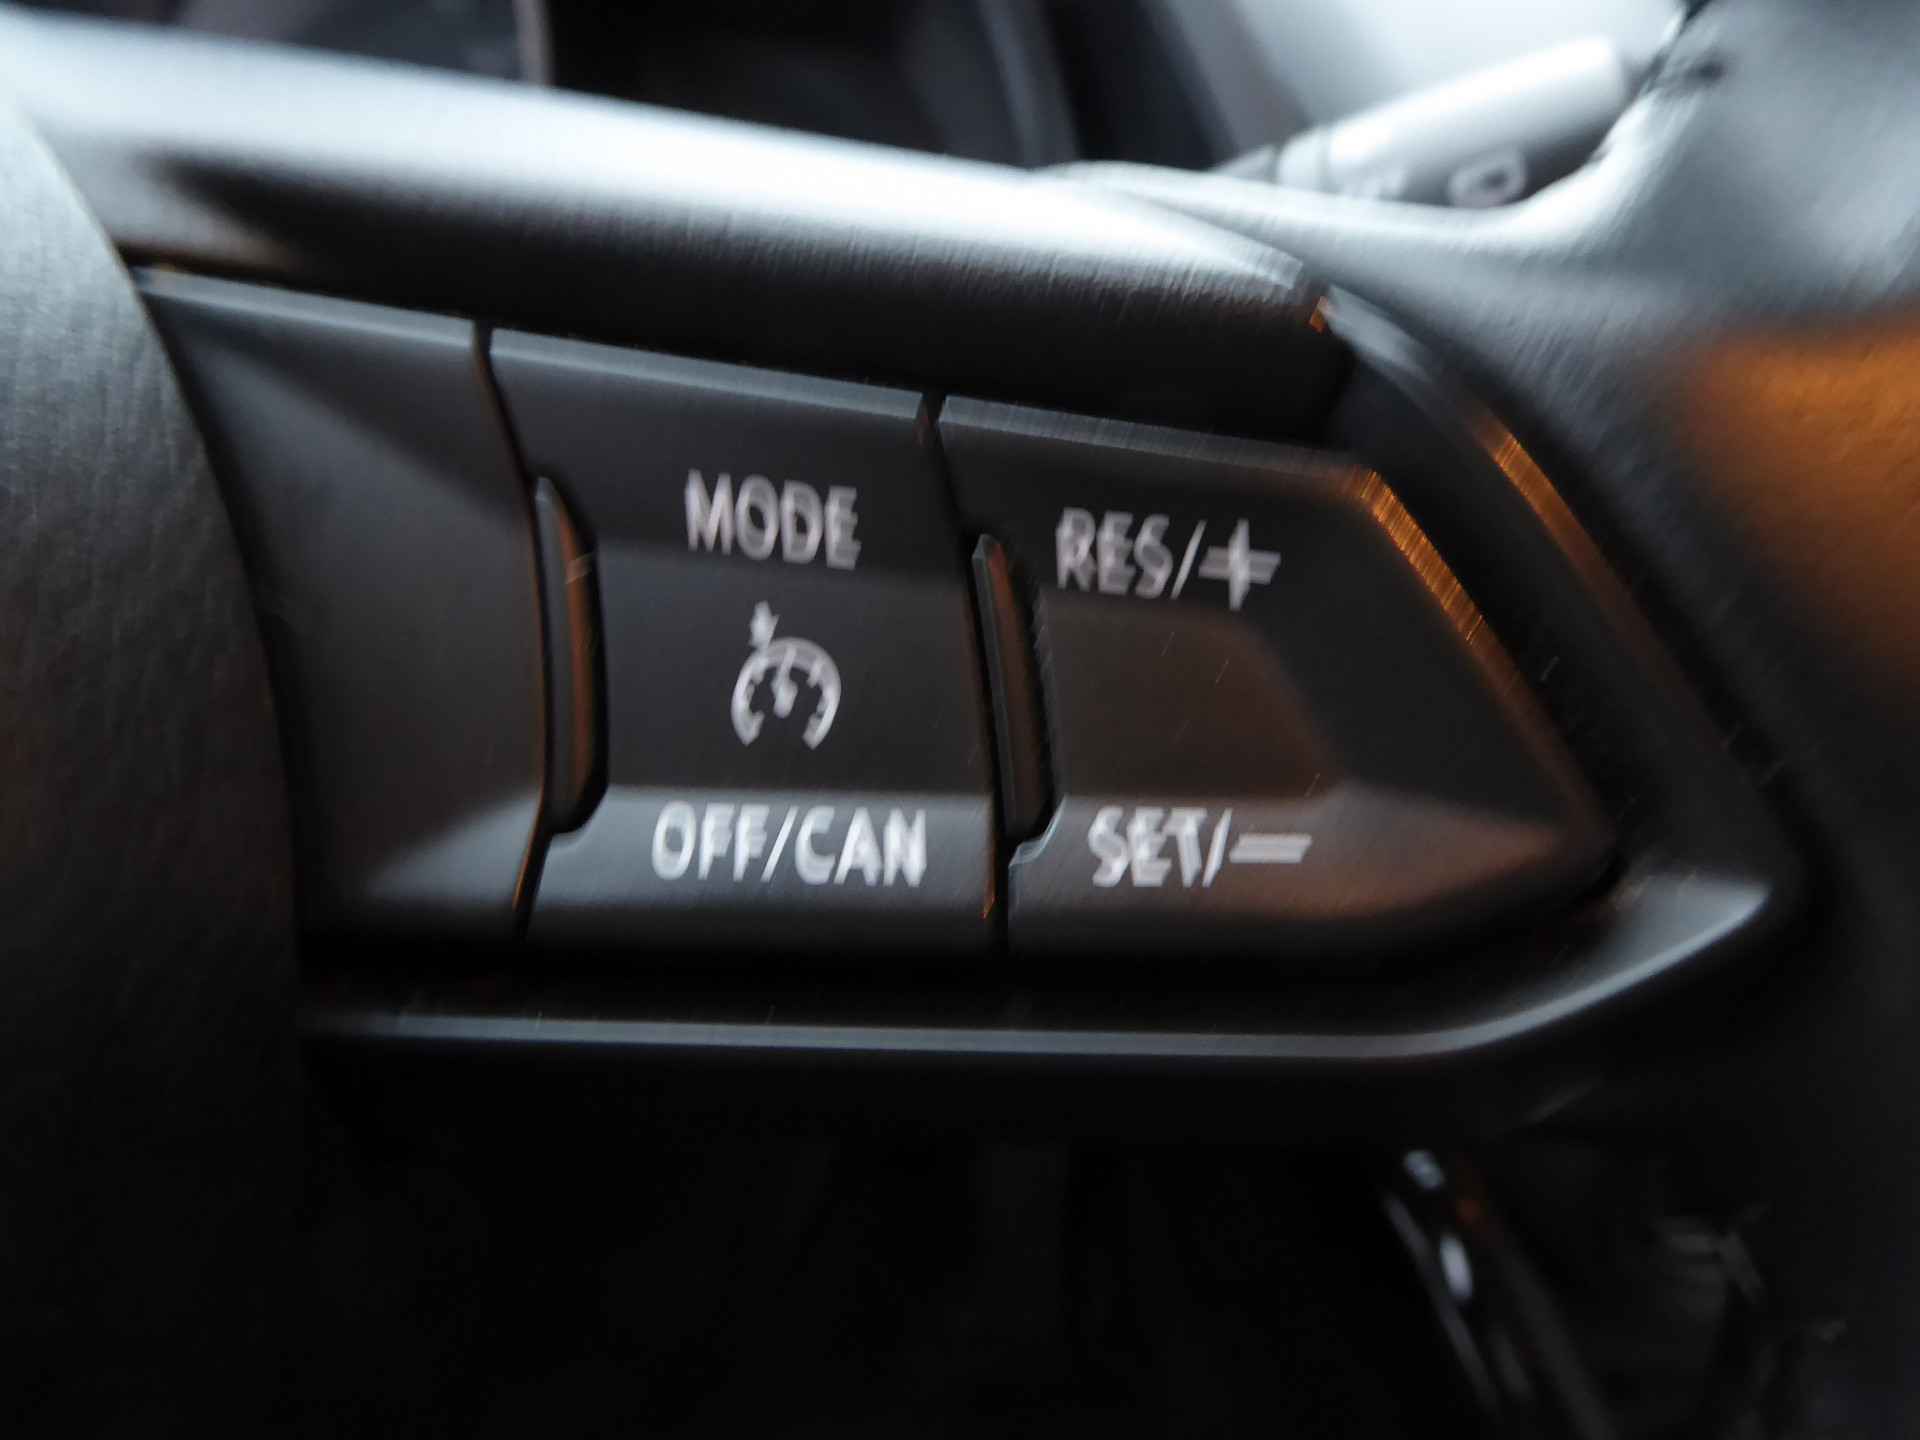 MODE
RES/+
OFF/CAN
SET/-